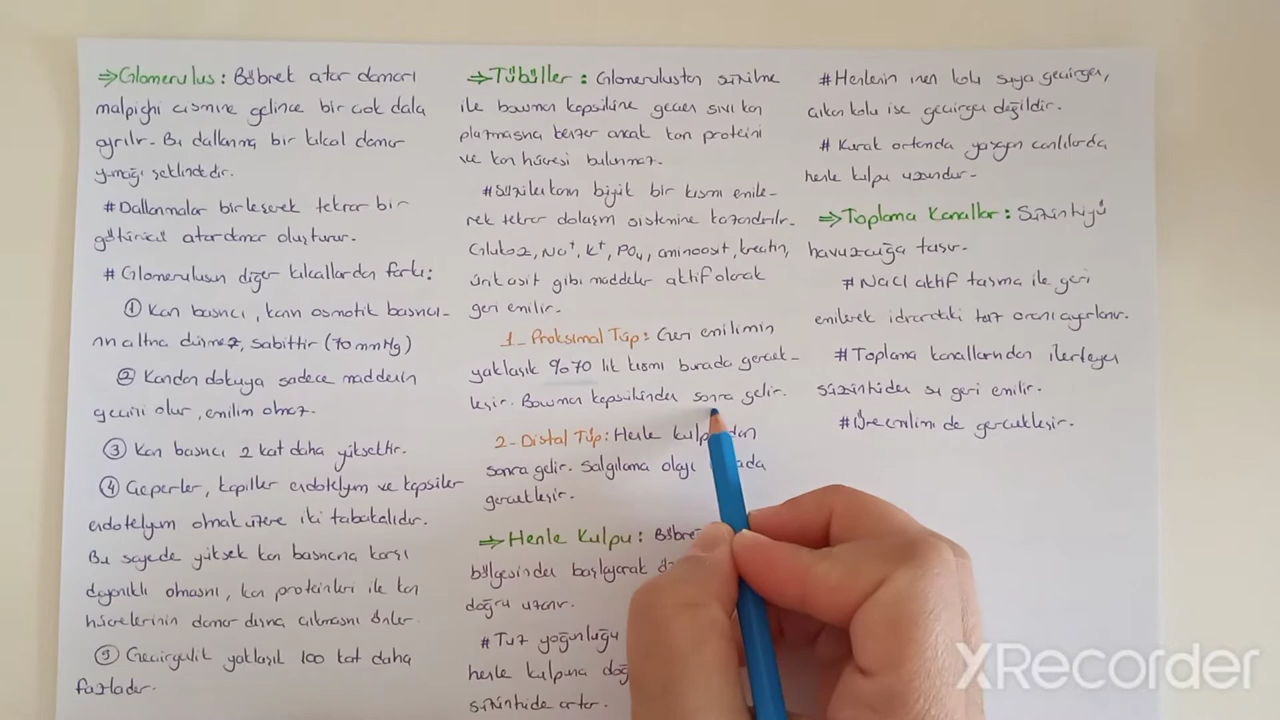 ⇒Glomerulus: Böbrek atar damarı
malpighi cismine gelince bir çok dala
ayrılır. Bu dallanma bir kılcal damar
yumağı şeklindedir.
#Dallanmalar birleşerek tekrar bir
götürücü atardamar oluşturur.
# Glomerulusun diğer kılcallardan farkı:
① Kan basıncı, kanın osmotik basıncı-
nın altına düşmez, sabittir (70 mmHg)
② Kandan dokuya sadece maddenin
geçişi olur, emilim olmaz.
③ Kan basıncı 2 kat daha yüksektir.
④ Çeperler, kapiller endotelyum ve kapsüler
endotelyum olmak üzere iki tabakalıdır.
Bu sayede yüksek kan basıncına karşı
dayanıklı olmasını, kan proteinleri ile kan
hücrelerinin damar dışına çıkmasını önler.
⑤ Geçirgenlik yaklaşık 100 kat daha
fazladır.
⇒Tübüller: Glomerulustan süzülme
ile bowman kapsülüne geçen sıvı kan
plazmasına benzer ancak kan proteini
ve kan hücresi bulunmaz.
#Süzülenlerin büyük bir kısmı emile-
rek tekrar dolaşım sistemine kazandırılır.
Glukoz, Na⁺, K⁺, PO₄, aminoasit, kreatin,
ürik asit gibi maddeler aktif olarak
geri emilir.
1- Proksimal Tüp: Geri emilimin
yaklaşık %70 lik kısmı burada gerçek-
leşir. Bowman kapsülünden sonra gelir.
2- Distal Tüp: Henle
sonra gelir. Salgılama olayı
gerçekleşir.
⇒Henle Kulpu:
bölgesinden başlayarak
doğru uzanır.
#Tuz yoğunluğu
henle kulpuna
süzüntüde artar.
#Henlenin inen kolu suya geçirgen,
çıkan kolu ise geçirgen değildir.
# Kurak ortamda yaşayan canlılarda
henle kulpu uzundur.
⇒Toplama Kanalları: Süzüntüyü
havuzcuğa taşır.
#NaCl aktif taşıma ile geri
emilerek idrardaki tuz oranı ayarlanır.
#Toplama kanallarından ilerleyen
süzüntüden su geri emilir.
#Üre emilimi de gerçekleşir.
XRecorder